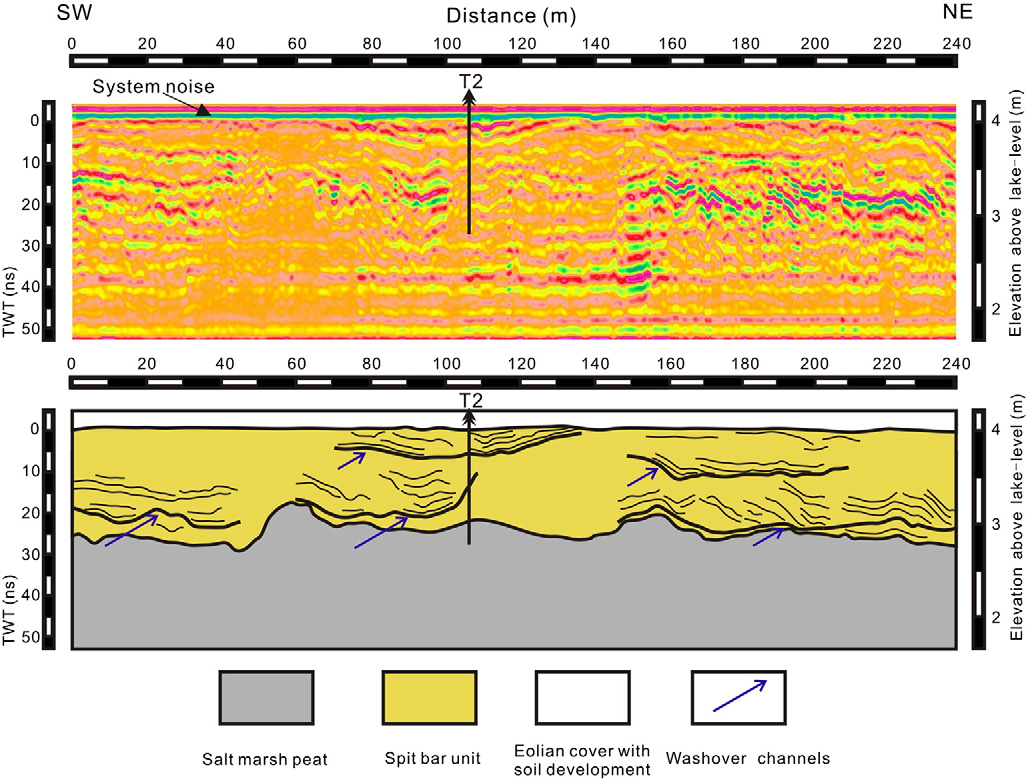 SW
Distance (m)
NE
0 20 40 60 80 100 120 140 160 180 200 220 240
T2
System noise
0
10
20
30
40
50
TWT (ns)
4
3
2
Elevation above lake-level (m)
0 20 40 60 80 100 120 140 160 180 200 220 240
T2
0
10
20
30
40
50
TWT (ns)
4
3
2
Elevation above lake-level (m)
Salt marsh peat
Spit bar unit
Eolian cover with
soil development
Washover channels